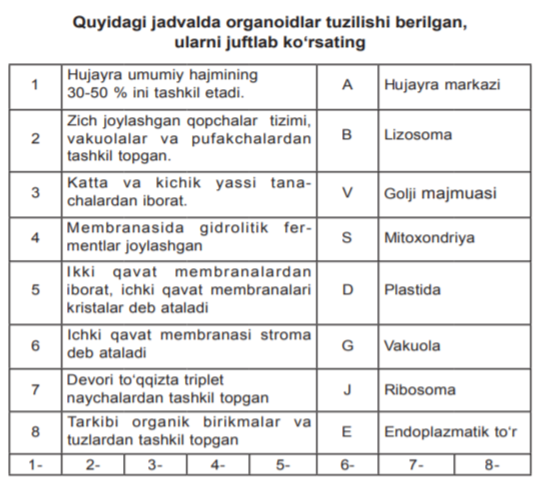 Quyidagi jadvalda organoidlar tuzilishi berilgan,
ularni juftlab ko‘rsating
1 Hujayra umumiy hajmining A Hujayra markazi
30-50 % ini tashkil etadi.
2 Zich joylashgan qopchalar tizimi, B Lizosoma
vakuolalar va pufakchalardan
tashkil topgan.
3 Katta va kichik yassi tana- V Golji majmuasi
chalardan iborat.
4 Membranasida gidrolitik fer- S Mitoxondriya
mentlar joylashgan
5 Ikki qavat membranalardan D Plastida
iborat, ichki qavat membranalari
kristalar deb ataladi
6 Ichki qavat membranasi stroma G Vakuola
deb ataladi
7 Devori to‘qqizta triplet J Ribosoma
naychalardan tashkil topgan
8 Tarkibi organik birikmalar va E Endoplazmatik to‘r
tuzlardan tashkil topgan
1- 2- 3- 4- 5- 6- 7- 8-